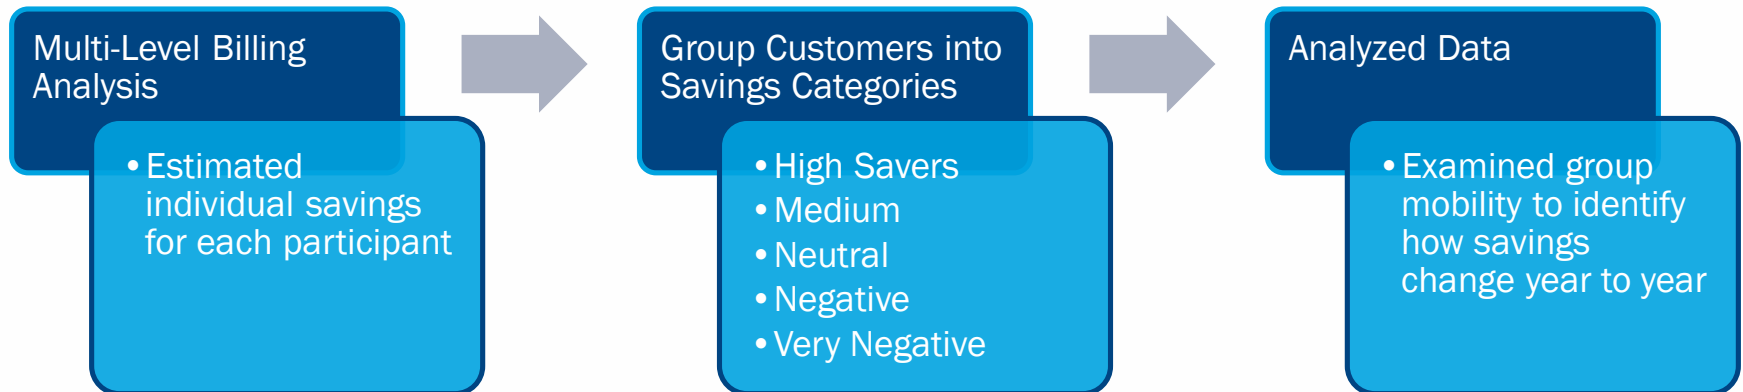 Multi-Level Billing
Analysis
•Estimated
individual savings
for each participant
Group Customers into
Savings Categories
•High Savers
•Medium
•Neutral
•Negative
•Very Negative
Analyzed Data
•Examined group
mobility to identify
how savings
change year to year